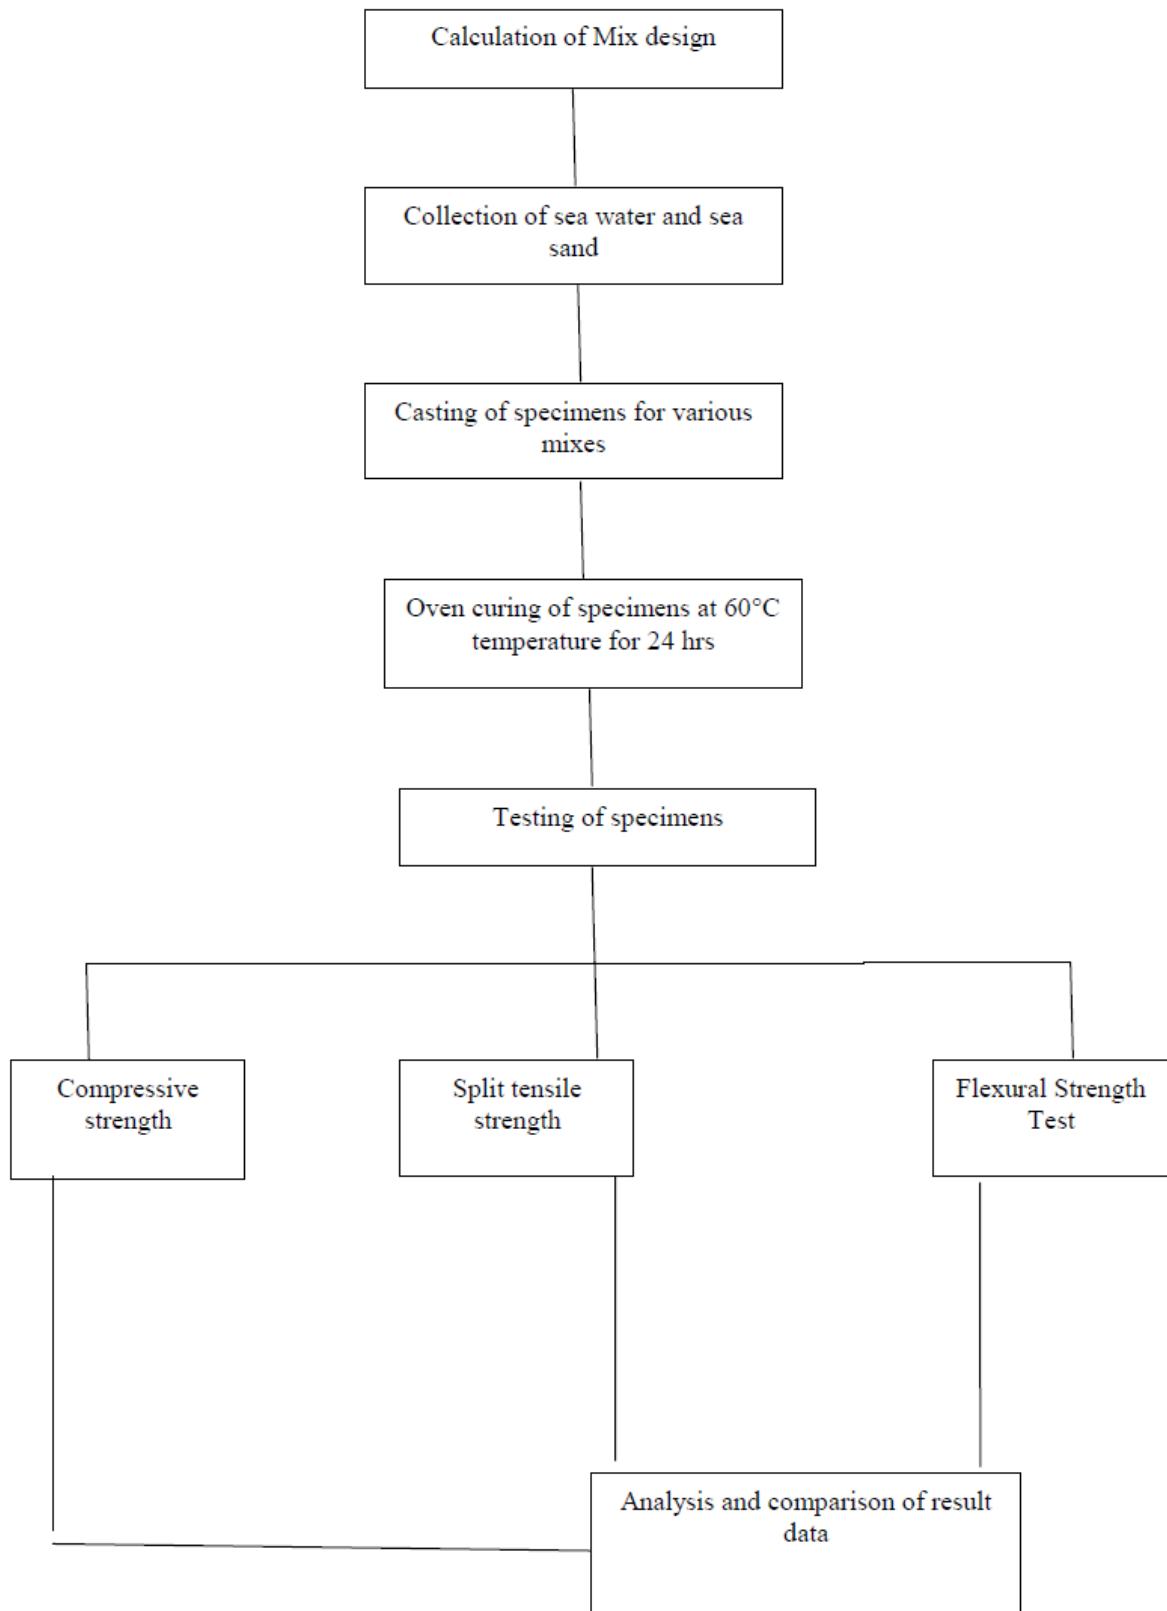 Calculation of Mix design
Collection of sea water and sea
sand
Casting of specimens for various
mixes
Oven curing of specimens at 60°C
temperature for 24 hrs
Testing of specimens
Compressive
strength
Split tensile
strength
Flexural Strength
Test
Analysis and comparison of result
data